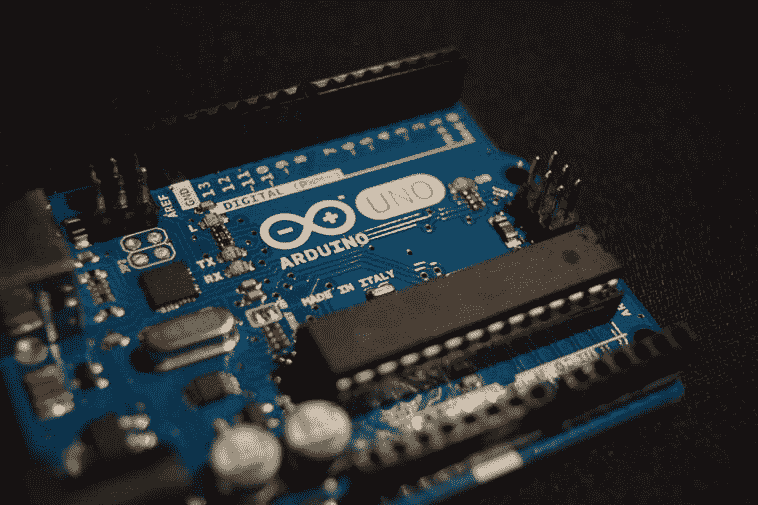 AREF
GND
13
12
11
10
DIGITAL
L
TX
RX
UNO
ARDUINO
MADE IN ITALY